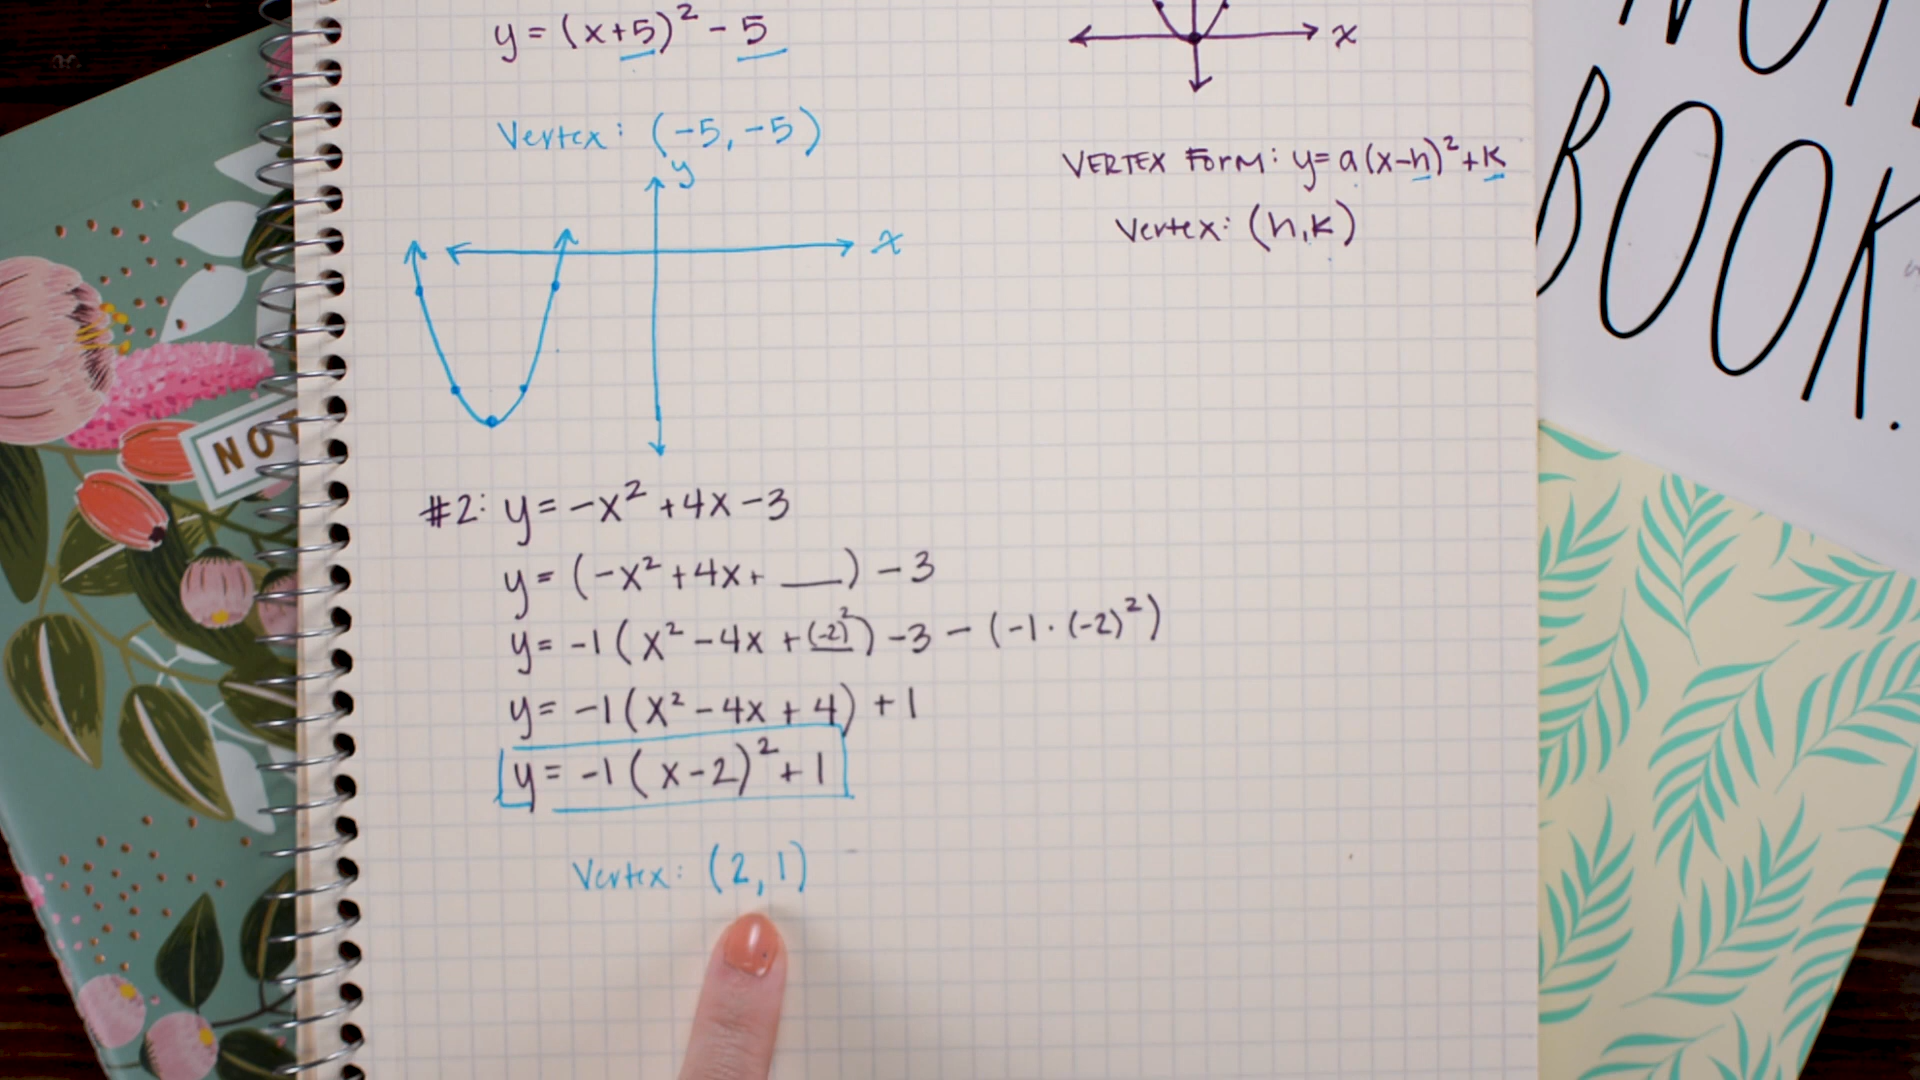 y = (x+5)² - 5
Vertex: (-5, -5)
y
x
#2: y = -x² + 4x - 3
y = (-x² + 4x + __) - 3
y = -1(x² - 4x + (-2)²) - 3 - (-1 · (-2)²)
y = -1(x² - 4x + 4) + 1
y = -1(x - 2)² + 1
Vertex: (2, 1)
x
VERTEX FORM: y = a(x-h)² + k
Vertex: (h, k)
BOOK.